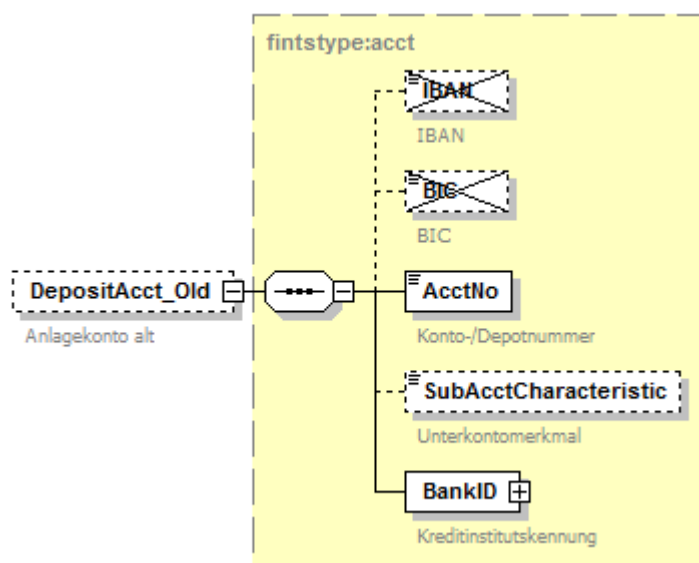 fintstype:acct
IBAN
IBAN
BIC
BIC
DepositAcct_Old
Anlagekonto alt
AcctNo
Konto-/Depotnummer
SubAcctCharacteristic
Unterkontomerkmal
BankID
Kreditinstitutskennung